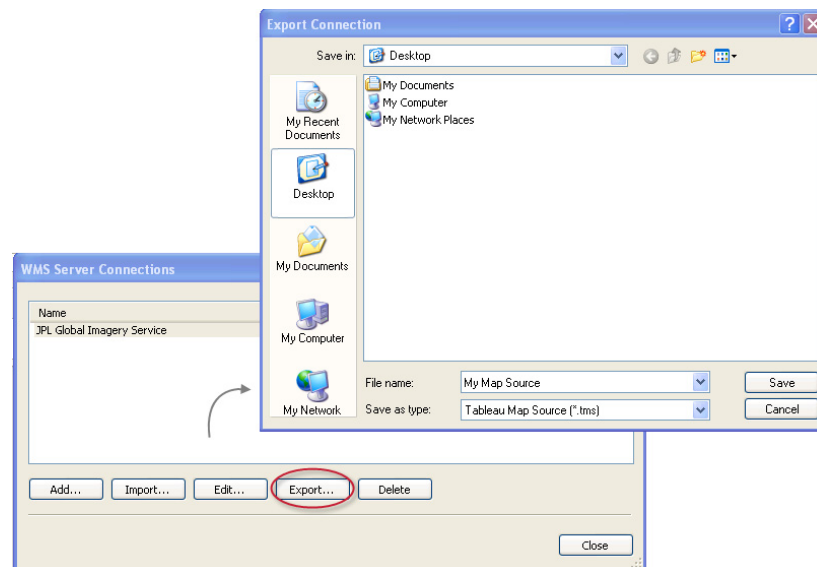 Export Connection
Save in:
Desktop
My Recent
Documents
Desktop
My Documents
My Computer
My Network
My Documents
My Computer
My Network Places
File name:
My Map Source
Save
Save as type:
Tableau Map Source (*.tms)
Cancel
WMS Server Connections
Name
JPL Global Imagery Service
Add...
Import...
Edit...
Export...
Delete
Close